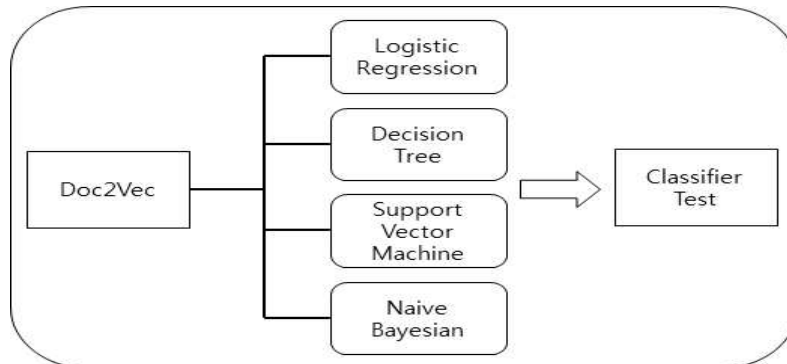 Doc2Vec
Logistic
Regression
Decision
Tree
Support
Vector
Machine
Naive
Bayesian
Classifier
Test